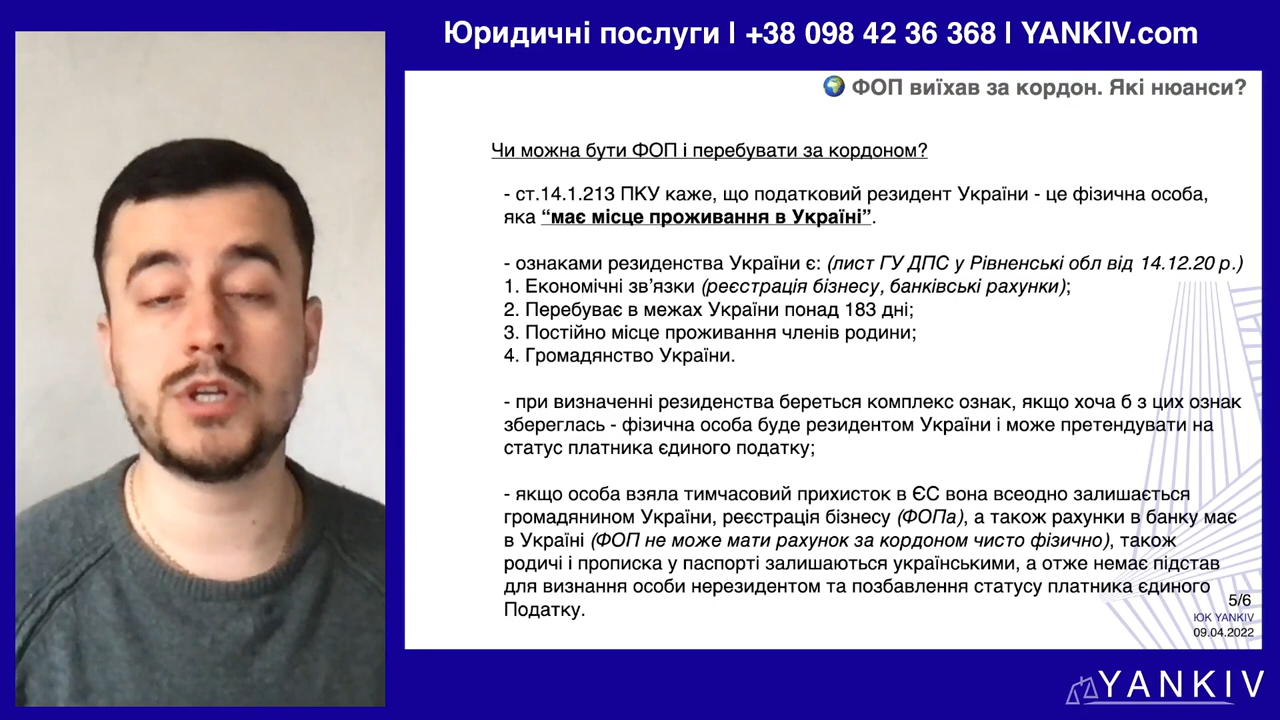 Юридичні послуги | +38 098 42 36 368 | YANKIV.com
ФОП виїхав за кордон. Які нюанси?
Чи можна бути ФОП і перебувати за кордоном?
- ст.14.1.213 ПКУ каже, що податковий резидент України - це фізична особа,
яка “має місце проживання в Україні”.
- ознаками резиденства України є: (лист ГУ ДПС у Рівненські обл від 14.12.20 р.)
1. Економічні зв’язки (реєстрація бізнесу, банківські рахунки);
2. Перебуває в межах України понад 183 дні;
3. Постійно місце проживання членів родини;
4. Громадянство України.
- при визначенні резиденства береться комплекс ознак, якщо хоча б з цих ознак
збереглась - фізична особа буде резидентом України і може претендувати на
статус платника єдиного податку;
- якщо особа взяла тимчасовий прихисток в ЄС вона всеодно залишається
громадянином України, реєстрація бізнесу (ФОПа), а також рахунки в банку має
в Україні (ФОП не може мати рахунок за кордоном чисто фізично), також
родичі і прописка у паспорті залишаються українськими, а отже немає підстав
для визнання особи нерезидентом та позбавлення статусу платника єдиного
Податку.
5/6
ЮК YANKIV
09.04.2022
YANKIV